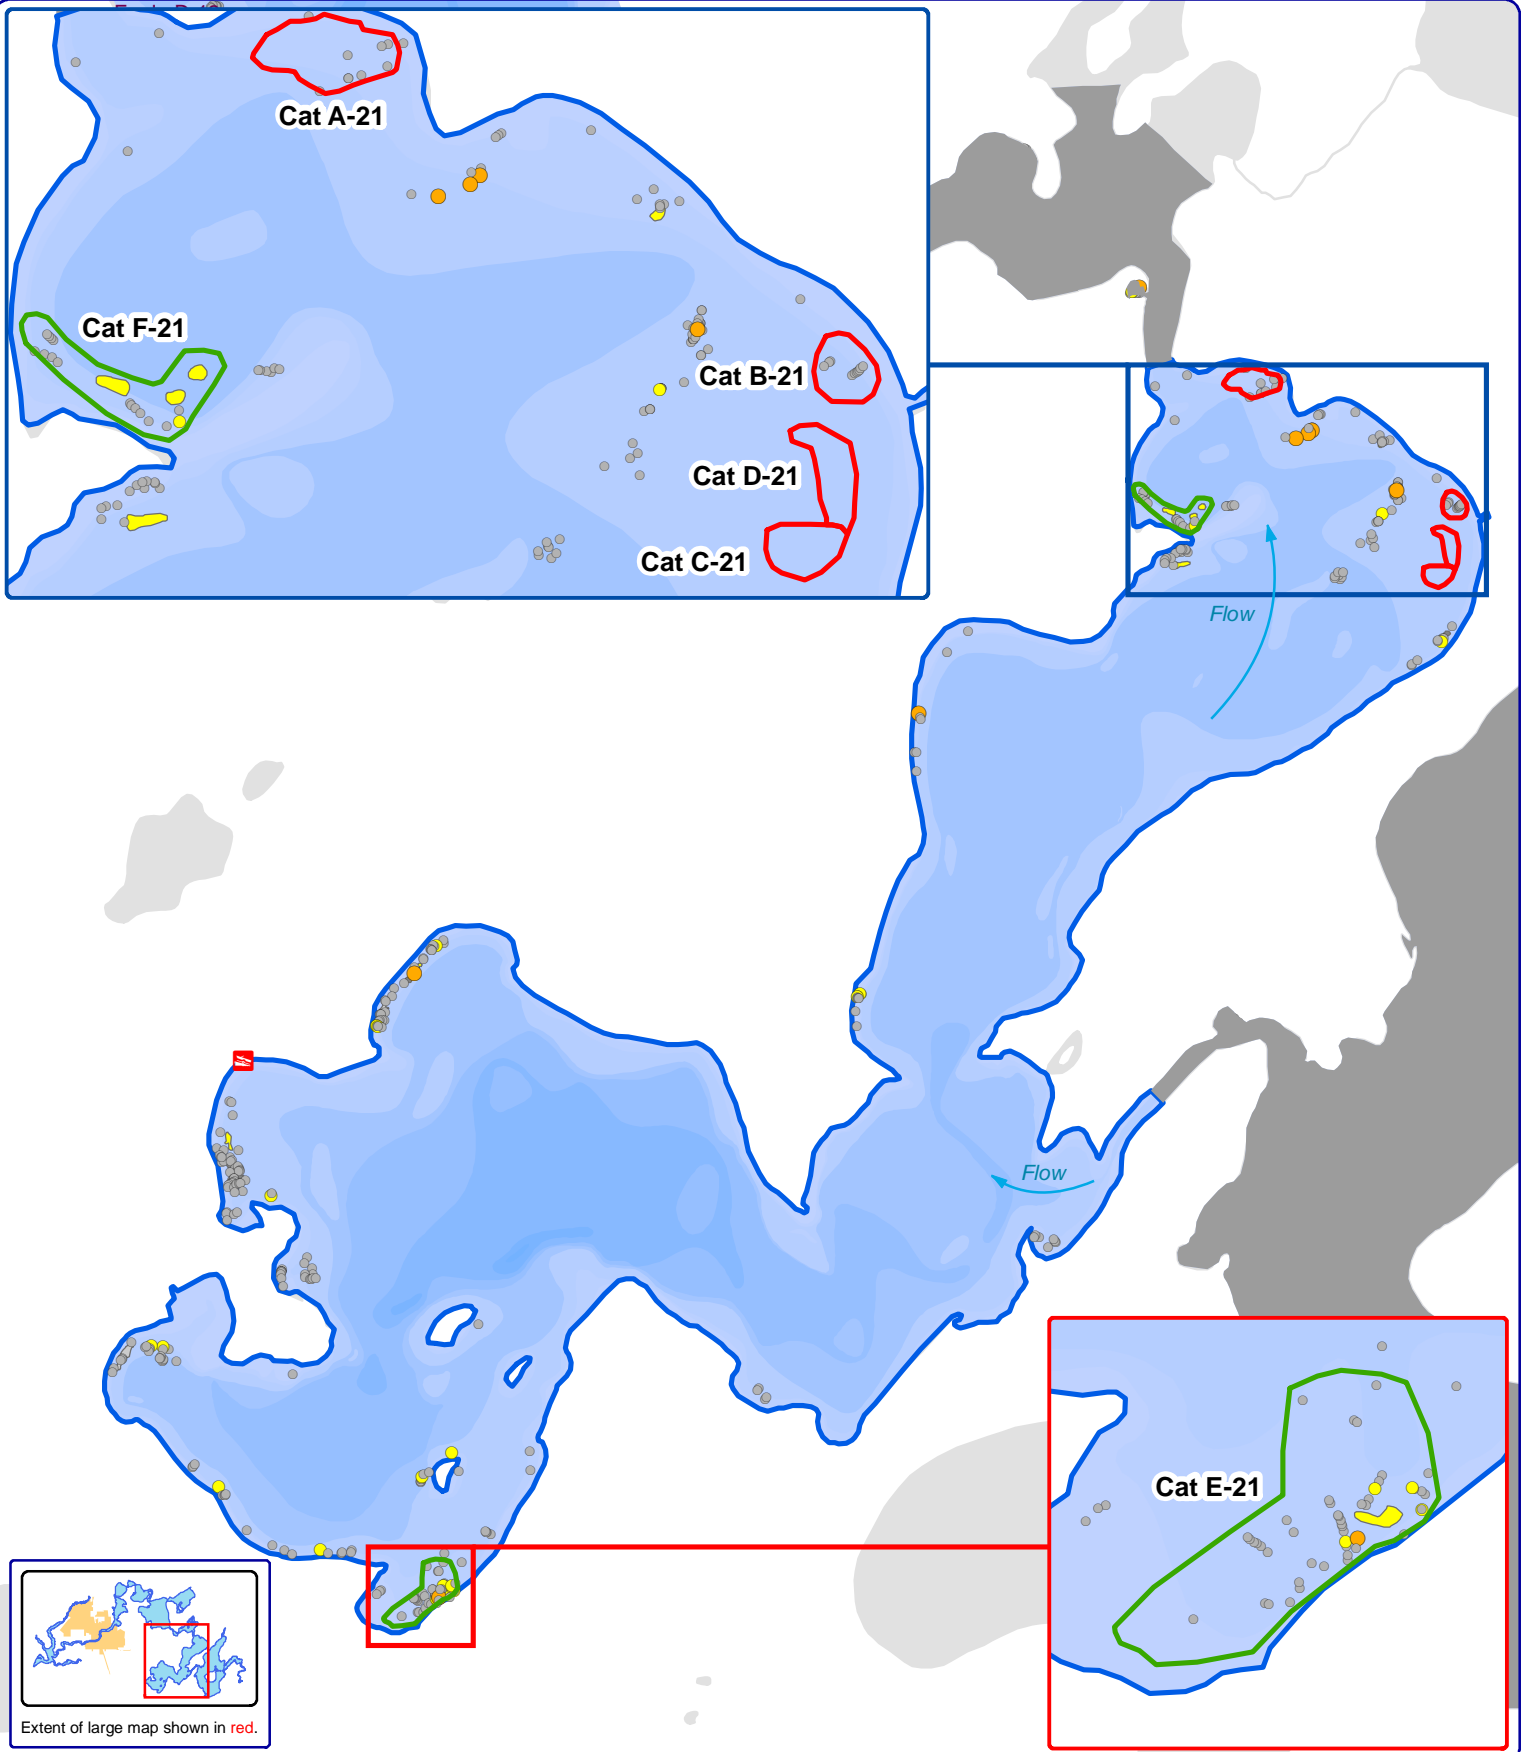 Cat A-21
Cat F-21
Cat B-21
Cat D-21
Cat C-21
Flow
Flow
Cat E-21
Extent of large map shown in red.